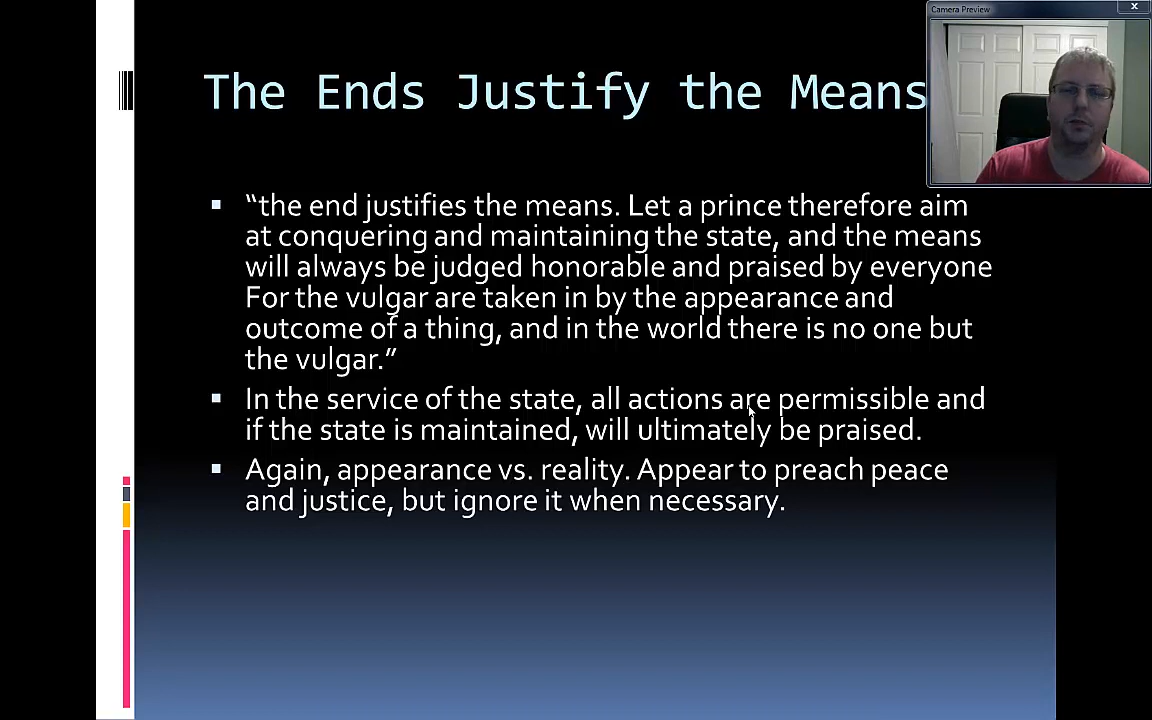 Camera Preview
The Ends Justify the Means
“the end justifies the means. Let a prince therefore aim
at conquering and maintaining the state, and the means
will always be judged honorable and praised by everyone
For the vulgar are taken in by the appearance and
outcome of a thing, and in the world there is no one but
the vulgar.”
In the service of the state, all actions are permissible and
if the state is maintained, will ultimately be praised.
Again, appearance vs. reality. Appear to preach peace
and justice, but ignore it when necessary.